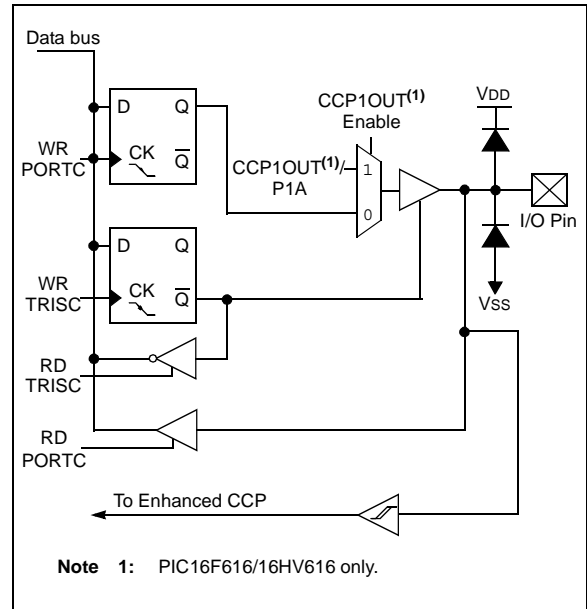 Data bus
D Q
WR
PORTC
CK
Q
CCP1OUT(1)
Enable
VDD
CCP1OUT(1)/
P1A
1
0
I/O Pin
D Q
WR
TRISC
CK
Q
VSS
RD
TRISC
RD
PORTC
To Enhanced CCP
Note 1: PIC16F616/16HV616 only.